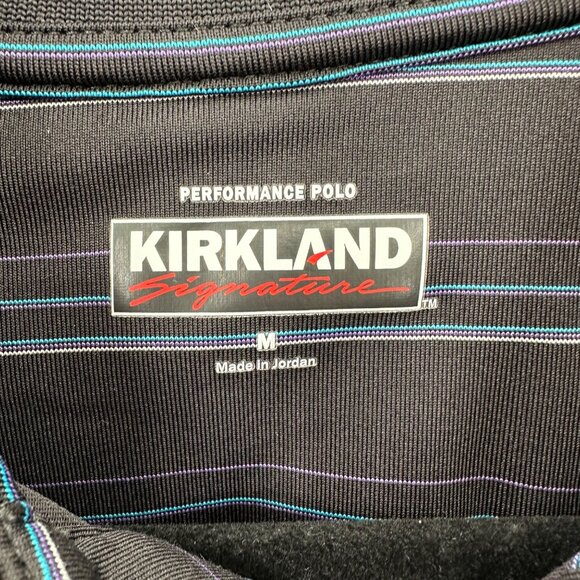 PERFORMANCE POLO
KIRKLAND
Signature
TM
M
Made In Jordan